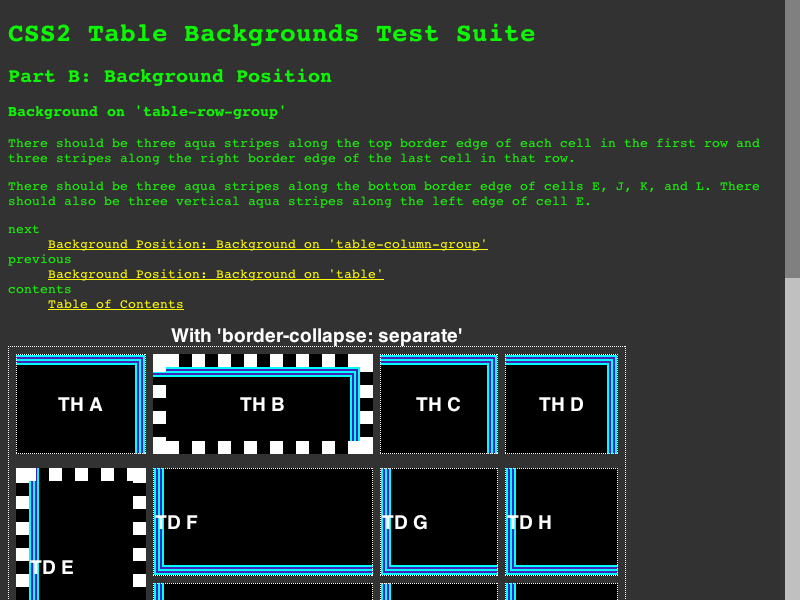 CSS2 Table Backgrounds Test Suite
Part B: Background Position
Background on 'table-row-group'
There should be three aqua stripes along the top border edge of each cell in the first row and
three stripes along the right border edge of the last cell in that row.
There should be three aqua stripes along the bottom border edge of cells E, J, K, and L. There
should also be three vertical aqua stripes along the left edge of cell E.
next
Background Position: Background on 'table-column-group'
previous
Background Position: Background on 'table'
contents
Table of Contents
With 'border-collapse: separate'
TH A TH B TH C TH D
TD F TD G TD H
TD E